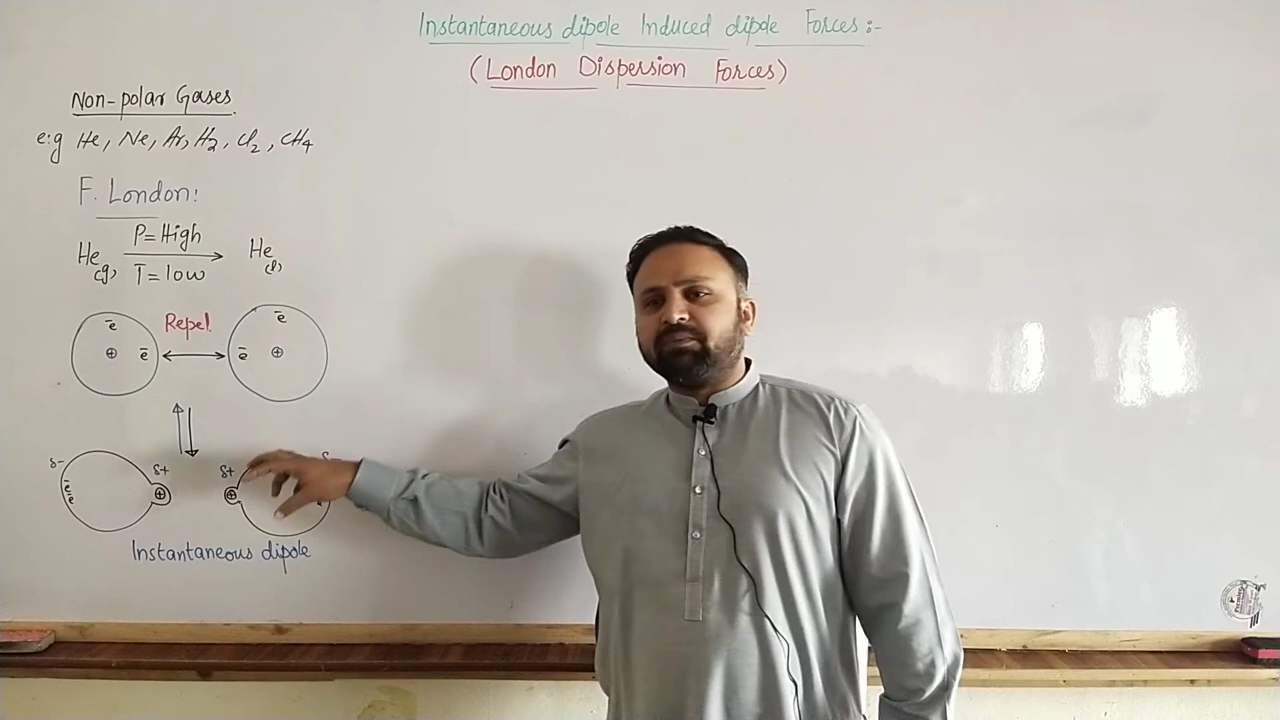 Instantaneous dipole Induced dipole Forces:-
(London Dispersion Forces)
Non-polar Gases
e:g He, Ne, Ar, H₂, Cl₂, CH₄
F. London:
He(g) P=High He(l)
T=low
ē Repel ē
⊕ ē ē ⊕
δ- δ+ δ+ δ-
ē ē ⊕ ⊕
Instantaneous dipole